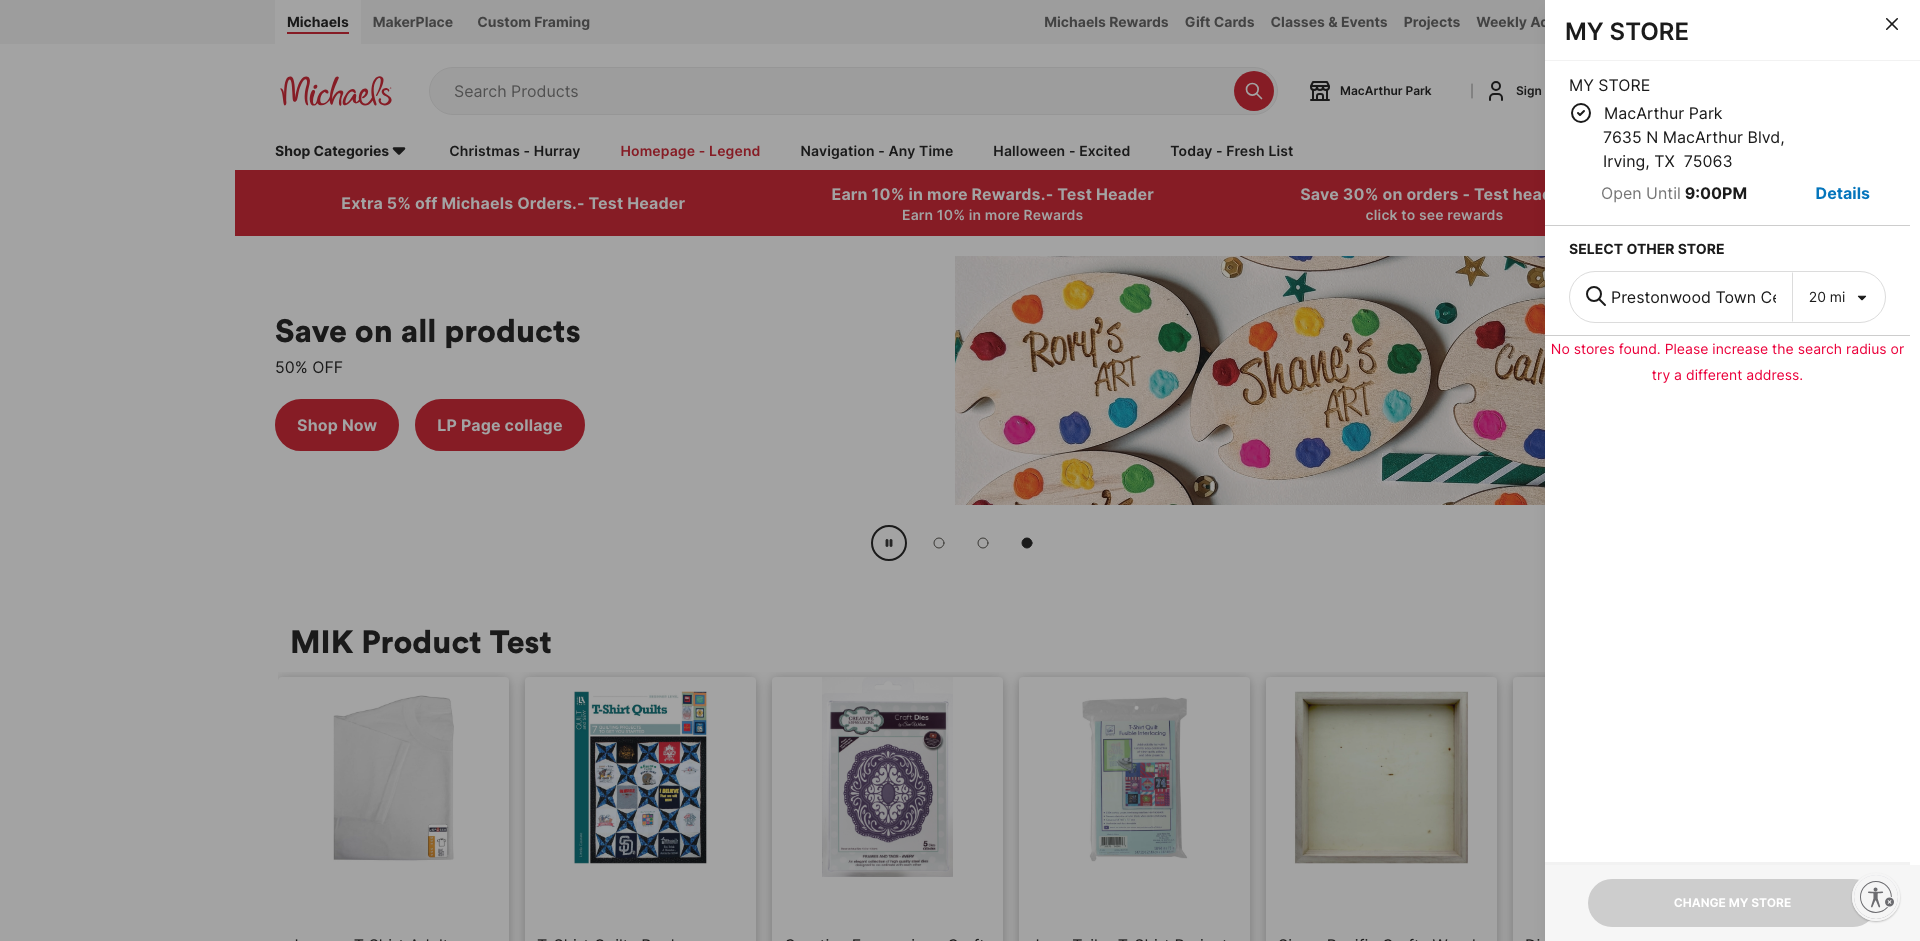 Michaels
MakerPlace
Custom Framing
Michaels Rewards
Gift Cards
Classes & Events
Projects
Weekly
Michaels
Search Products
MacArthur Park
Sign
Shop Categories
Christmas - Hurray
Homepage - Legend
Navigation - Any Time
Halloween - Excited
Today - Fresh List
Extra 5% off Michaels Orders.- Test Header
Earn 10% in more Rewards.- Test Header
Earn 10% in more Rewards
Save 30% on orders - Test
click to see rewards
Save on all products
50% OFF
Shop Now
LP Page collage
Rory's
ART
Shane's
ART
MIK Product Test
T-Shirt Quilts
Craft Dies
T-Shirt Quilt
Fusible Interfacing
MY STORE
MY STORE
MacArthur Park
7635 N MacArthur Blvd,
Irving, TX 75063
Open Until 9:00PM
Details
SELECT OTHER STORE
Prestonwood Town
20 mi
No stores found. Please increase the search radius or
try a different address.
CHANGE MY STORE